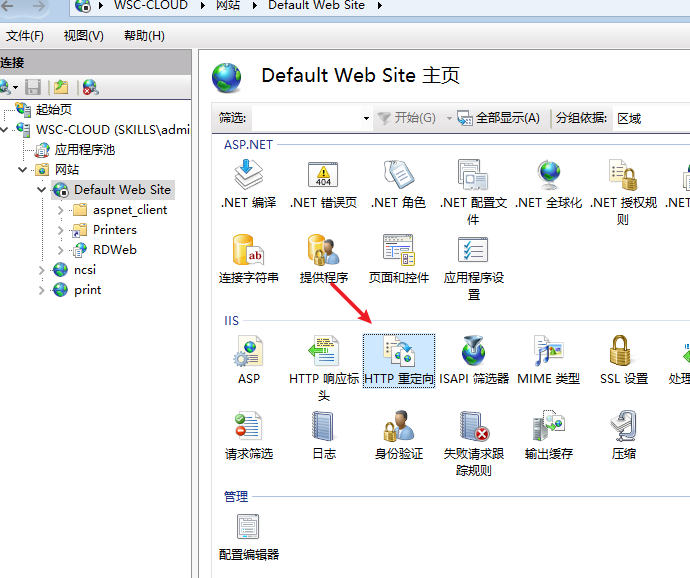 WSC-CLOUD 网站 Default Web Site
文件(F) 视图(V) 帮助(H)
连接
起始页
WSC-CLOUD (SKILLS\admi
应用程序池
网站
Default Web Site
aspnet_client
Printers
RDWeb
ncsi
print
Default Web Site 主页
筛选: 开始(G) 全部显示(A) 分组依据: 区域
ASP.NET
.NET 编译 .NET 错误页 .NET 角色 .NET 配置文 .NET 全球化 .NET 授权规 .NET
件 则
连接字符串 提供程序 页面和控件 应用程序设
置
IIS
ASP HTTP 响应标 HTTP 重定向 ISAPI 筛选器 MIME 类型 SSL 设置 处理
头
请求筛选 日志 身份验证 失败请求跟 输出缓存 压缩
踪规则
管理
配置编辑器